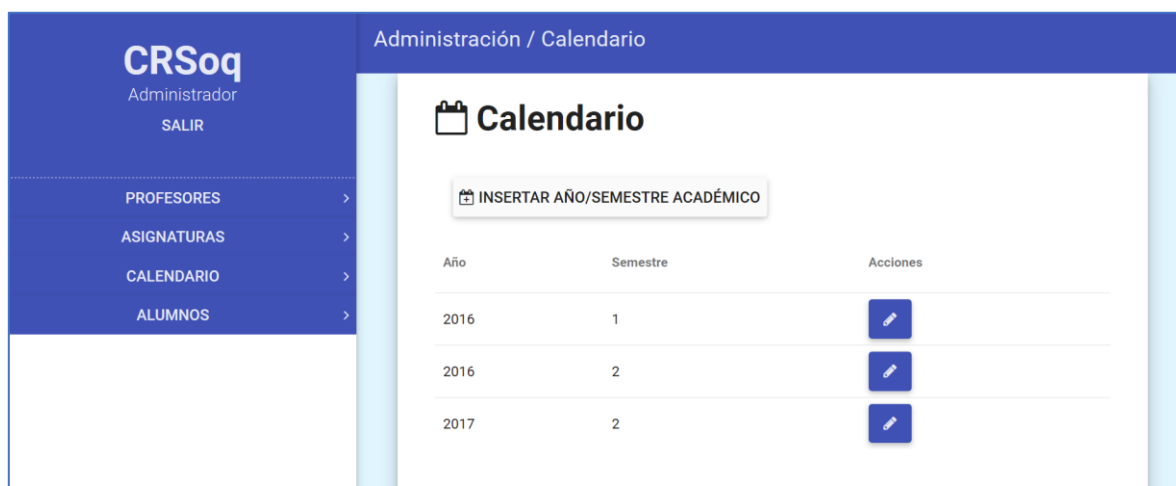 CRSoq
Administrador
SALIR
PROFESORES
ASIGNATURAS
CALENDARIO
ALUMNOS
Administración / Calendario
Calendario
INSERTAR AÑO/SEMESTRE ACADÉMICO
Año Semestre Acciones
2016 1
2016 2
2017 2